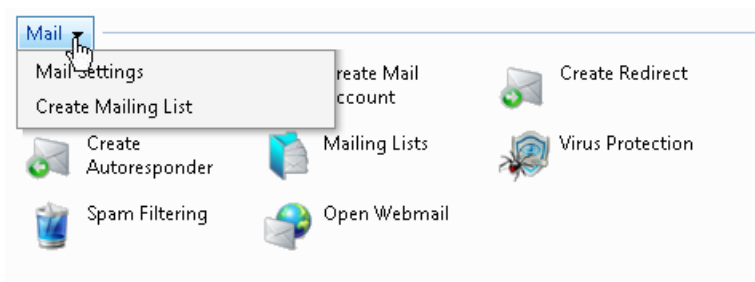 Mail
Mail Settings
Create Mailing List
reate Mail
ccount
Create Redirect
Create
Autoresponder
Mailing Lists
Virus Protection
Spam Filtering
Open Webmail